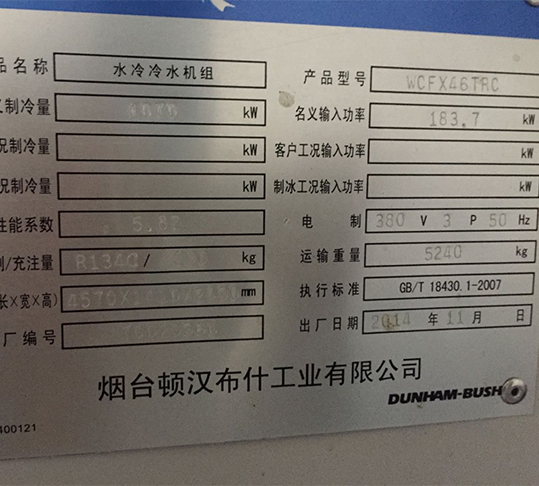 品名称 水冷冷水机组 产品型号 WCFX46TRC
义制冷量 kW 名义输入功率 183.7 kW
况制冷量 kW 客户工况输入功率 kW
况制冷量 kW 制冰工况输入功率 kW
性能系数 5.52 电 制 380 V 3 P 50 Hz
剂/充注量 R134a/ kg 运输重量 5240 kg
长×宽×高) 4570X mm 执行标准 GB/T 18430.1-2007
厂编号 出厂日期 2014 年 11 月 日
烟台顿汉布什工业有限公司
DUNHAM-BUSH
400121